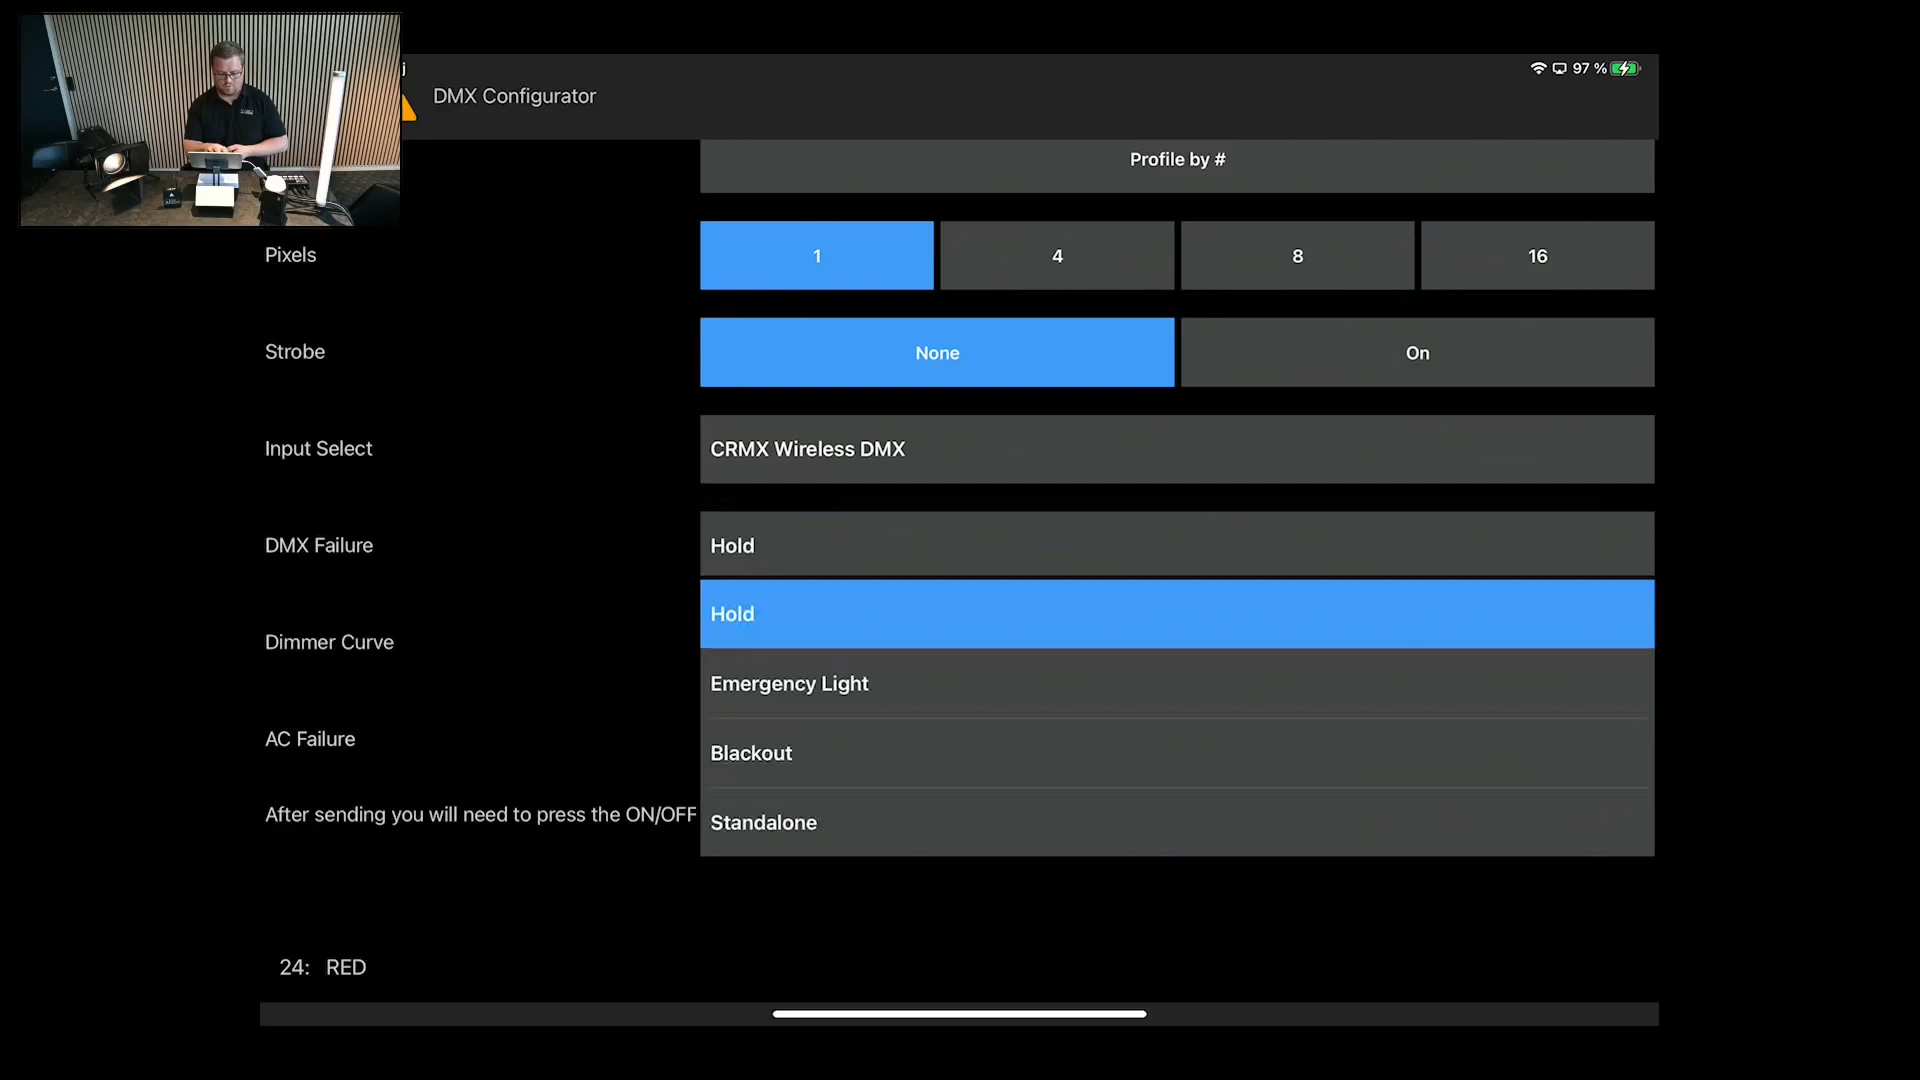 j
97 %
DMX Configurator
Profile by #
Pixels
1
4
8
16
Strobe
None
On
Input Select
CRMX Wireless DMX
DMX Failure
Hold
Hold
Dimmer Curve
Emergency Light
AC Failure
Blackout
After sending you will need to press the ON/OFF
Standalone
24: RED